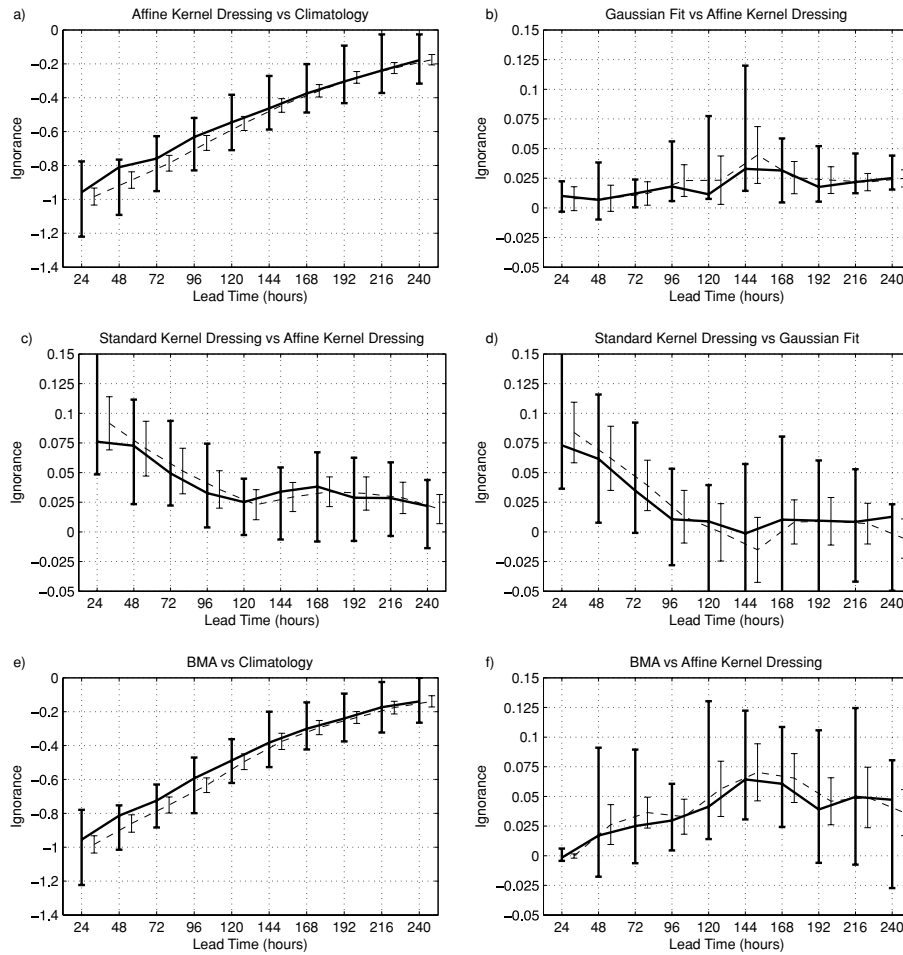 a) Affine Kernel Dressing vs Climatology
0
−0.2
−0.4
−0.6
−0.8
−1
−1.2
−1.4
Ignorance
24 48 72 96 120 144 168 192 216 240
Lead Time (hours)
b) Gaussian Fit vs Affine Kernel Dressing
0.15
0.125
0.1
0.075
0.05
0.025
0
−0.025
−0.05
Ignorance
24 48 72 96 120 144 168 192 216 240
Lead Time (hours)
c) Standard Kernel Dressing vs Affine Kernel Dressing
0.15
0.125
0.1
0.075
0.05
0.025
0
−0.025
−0.05
Ignorance
24 48 72 96 120 144 168 192 216 240
Lead Time (hours)
d) Standard Kernel Dressing vs Gaussian Fit
0.15
0.125
0.1
0.075
0.05
0.025
0
−0.025
−0.05
Ignorance
24 48 72 96 120 144 168 192 216 240
Lead Time (hours)
e) BMA vs Climatology
0
−0.2
−0.4
−0.6
−0.8
−1
−1.2
−1.4
Ignorance
24 48 72 96 120 144 168 192 216 240
Lead Time (hours)
f) BMA vs Affine Kernel Dressing
0.15
0.125
0.1
0.075
0.05
0.025
0
−0.025
−0.05
Ignorance
24 48 72 96 120 144 168 192 216 240
Lead Time (hours)